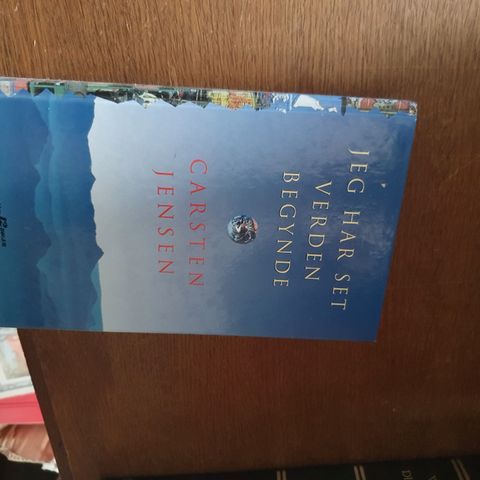 JEG HAR SET
VERDEN
BEGYNDE
CARSTEN
JENSEN